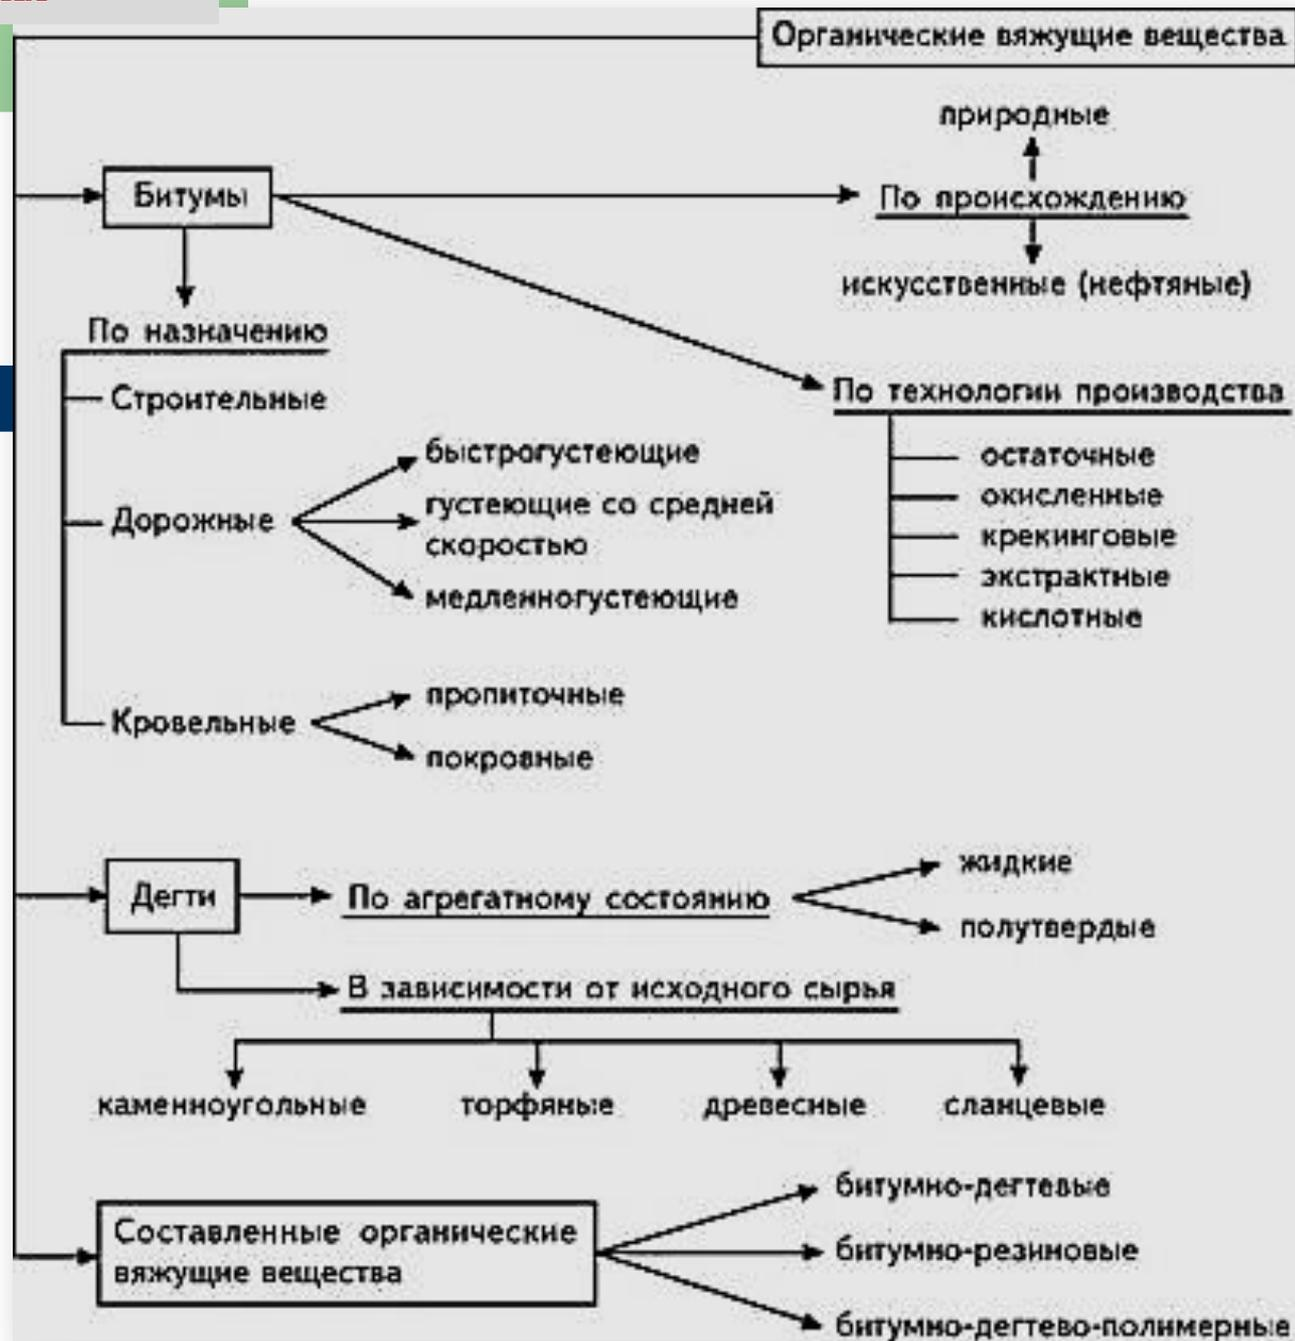 Органические вяжущие вещества
природные
Битумы
По происхождению
искусственные (нефтяные)
По назначению
Строительные
По технологии производства
остаточные
окисленные
крекинговые
экстрактные
кислотные
быстрогустеющие
Дорожные
густеющие со средней
скоростью
медленногустеющие
Кровельные
пропиточные
покровные
Дегти
По агрегатному состоянию
жидкие
полутвердые
В зависимости от исходного сырья
каменноугольные
торфяные
древесные
сланцевые
Составленные органические
вяжущие вещества
битумно-дегтевые
битумно-резиновые
битумно-дегтево-полимерные